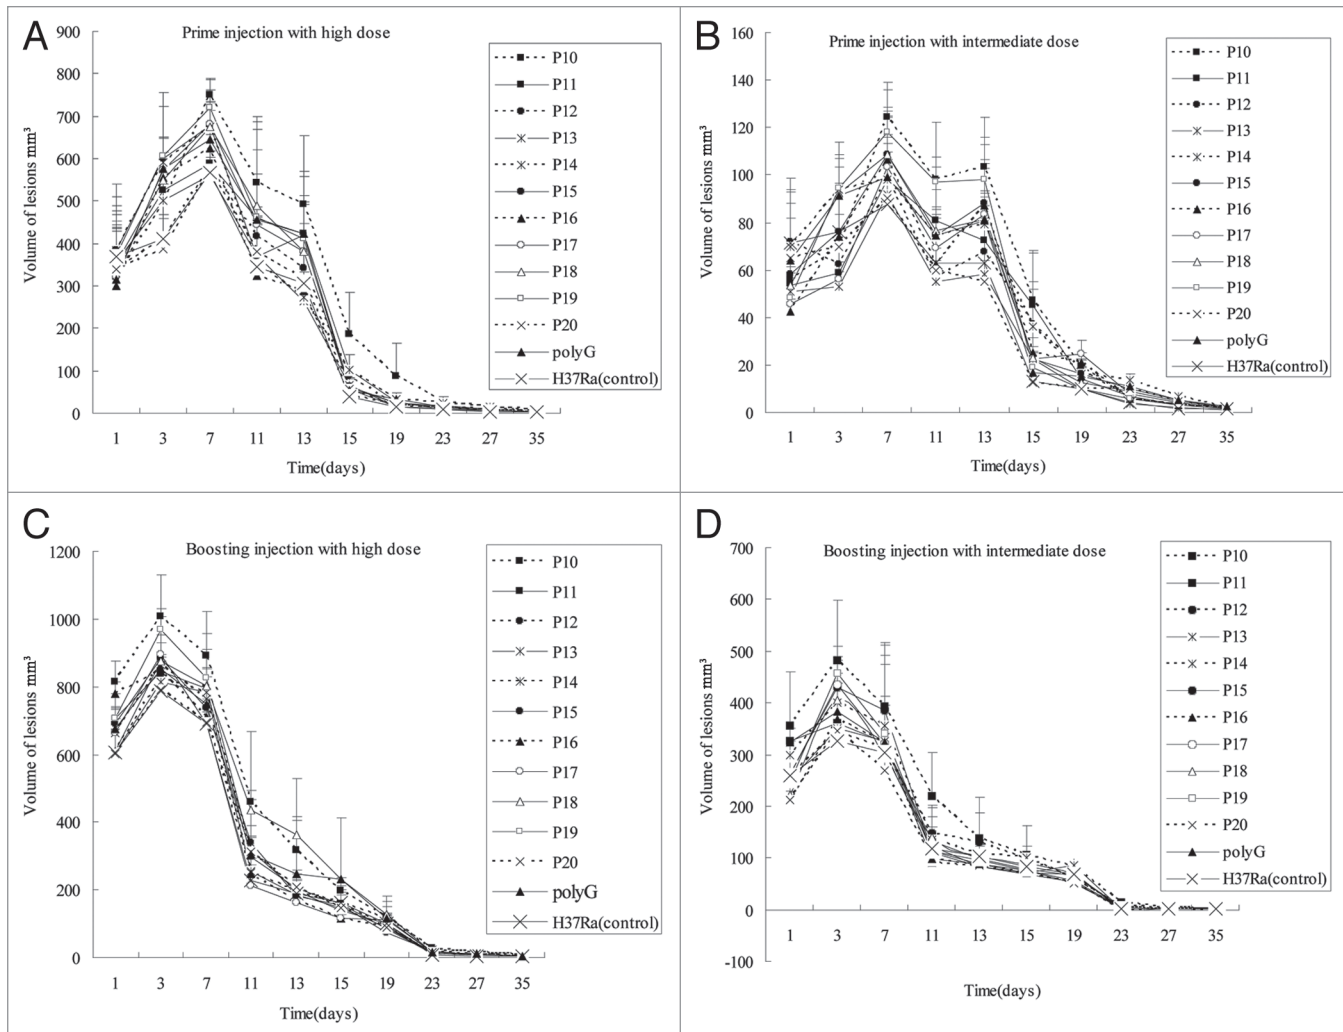 A
Prime injection with high dose
Volume of lesions mm³
900
800
700
600
500
400
300
200
100
0
1 3 7 11 13 15 19 23 27 35
Time(days)
P10
P11
P12
P13
P14
P15
P16
P17
P18
P19
P20
polyG
H37Ra(control)
B
Prime injection with intermediate dose
Volume of lesions mm³
160
140
120
100
80
60
40
20
0
1 3 7 11 13 15 19 23 27 35
Time(days)
P10
P11
P12
P13
P14
P15
P16
P17
P18
P19
P20
polyG
H37Ra(control)
C
Boosting injection with high dose
Volume of lesions mm³
1200
1000
800
600
400
200
0
1 3 7 11 13 15 19 23 27 35
Time(days)
P10
P11
P12
P13
P14
P15
P16
P17
P18
P19
P20
polyG
H37Ra(control)
D
Boosting injection with intermediate dose
Volume of lesions mm³
700
600
500
400
300
200
100
0
-100
1 3 7 11 13 15 19 23 27 35
Time(days)
P10
P11
P12
P13
P14
P15
P16
P17
P18
P19
P20
polyG
H37Ra(control)